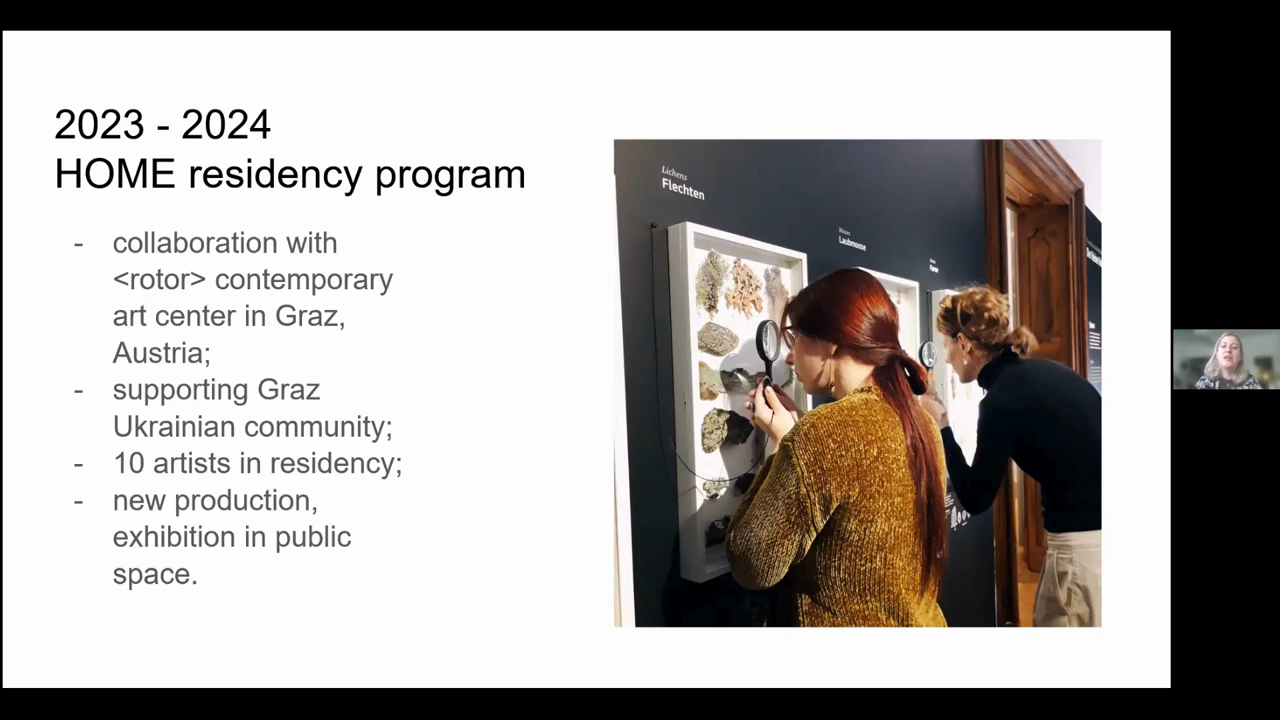 2023 - 2024
HOME residency program
- collaboration with
<rotor> contemporary
art center in Graz,
Austria;
- supporting Graz
Ukrainian community;
- 10 artists in residency;
- new production,
exhibition in public
space.
Lichens
Flechten
Laubmoose